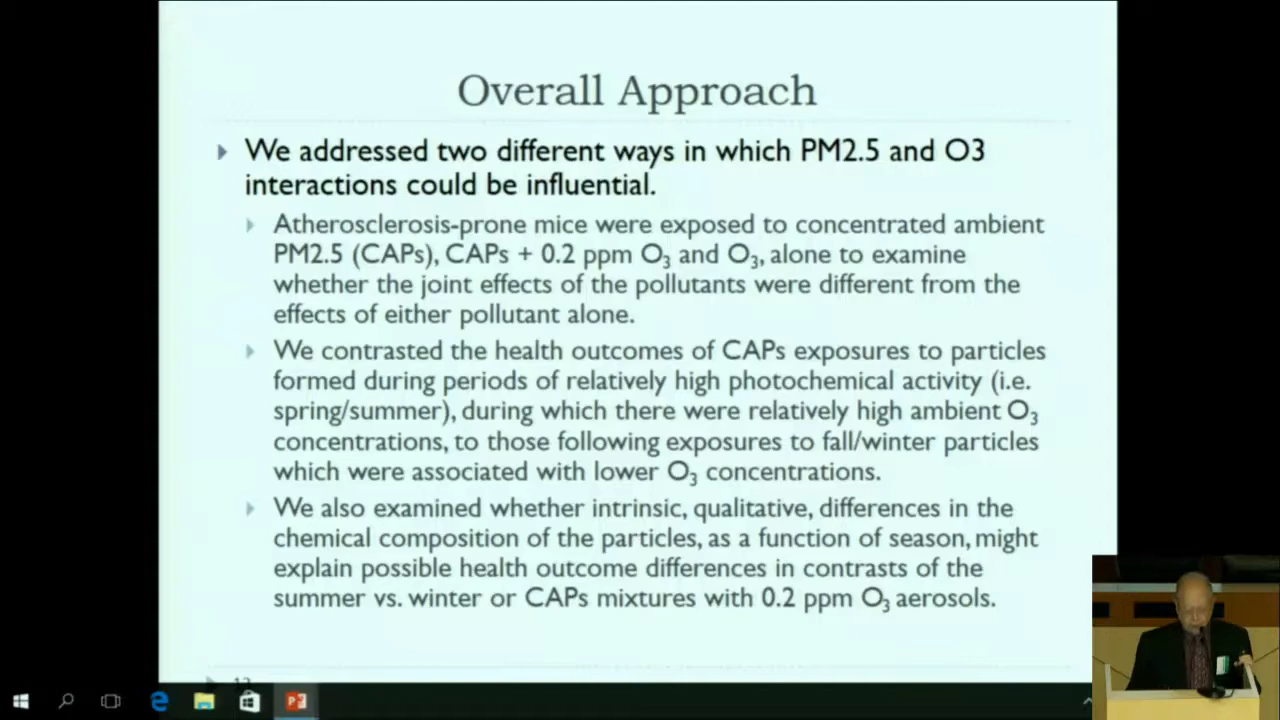 Overall Approach
We addressed two different ways in which PM2.5 and O3
interactions could be influential.
Atherosclerosis-prone mice were exposed to concentrated ambient
PM2.5 (CAPs), CAPs + 0.2 ppm O3 and O3, alone to examine
whether the joint effects of the pollutants were different from the
effects of either pollutant alone.
We contrasted the health outcomes of CAPs exposures to particles
formed during periods of relatively high photochemical activity (i.e.
spring/summer), during which there were relatively high ambient O3
concentrations, to those following exposures to fall/winter particles
which were associated with lower O3 concentrations.
We also examined whether intrinsic, qualitative, differences in the
chemical composition of the particles, as a function of season, might
explain possible health outcome differences in contrasts of the
summer vs. winter or CAPs mixtures with 0.2 ppm O3 aerosols.